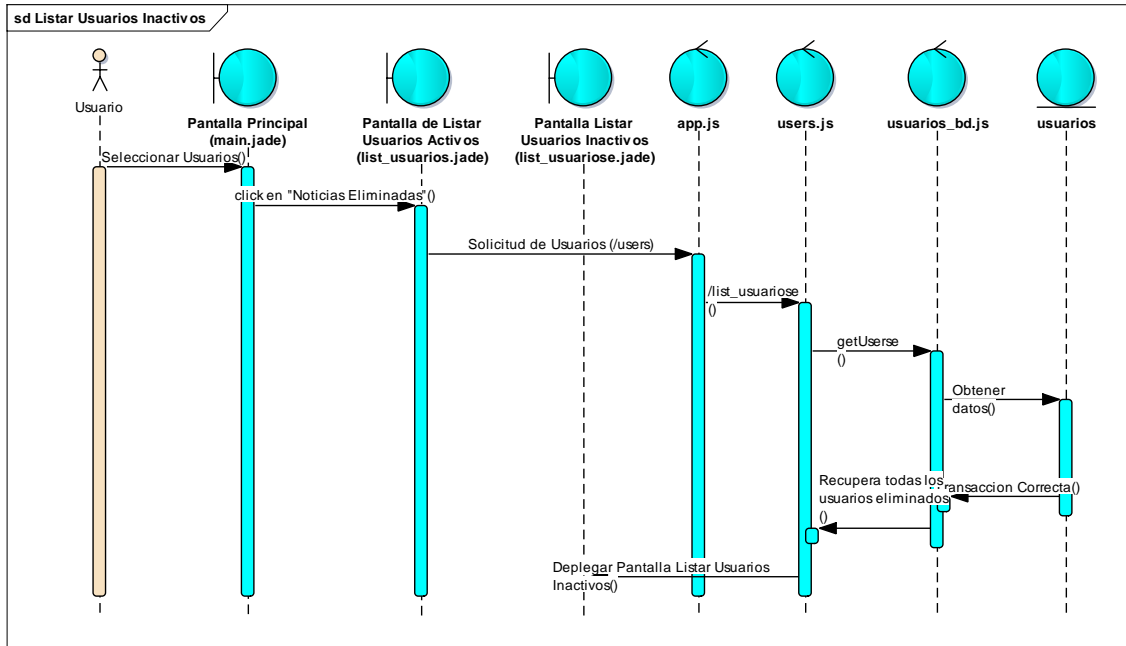 sd Listar Usuarios Inactivos
Usuario
Pantalla Principal
(main.jade)
Pantalla de Listar
Usuarios Activos
(list_usuarios.jade)
Pantalla Listar
Usuarios Inactivos
(list_usuariose.jade)
app.js
users.js
usuarios_bd.js
usuarios
Seleccionar Usuarios()
click en "Noticias Eliminadas"()
Solicitud de Usuarios (/users)
/list_usuariose
()
getUserse
()
Obtener
datos()
ransaccion Correcta()
Recupera todas los
usuarios eliminados
()
Deplegar Pantalla Listar Usuarios
Inactivos()